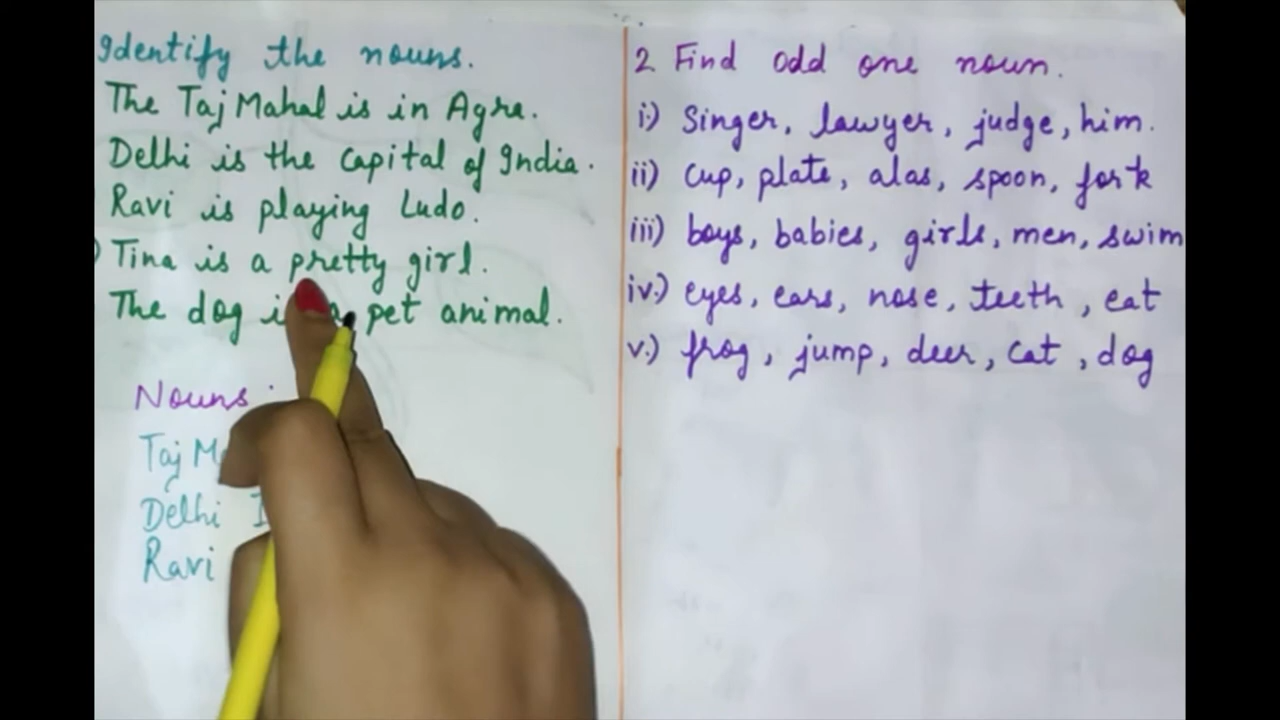 Identify the nouns.
The Taj Mahal is in Agra.
Delhi is the capital of India.
Ravi is playing Ludo.
) Tina is a pretty girl.
The dog i a pet animal.
Nouns
Taj M
Delhi I
Ravi
2. Find odd one noun.
i.) Singer, lawyer, judge, him.
ii) cup, plate, alas, spoon, fork
iii) boys, babies, girls, men, swim
iv.) eyes, ears, nose, teeth, eat
v.) frog, jump, deer, cat, dog